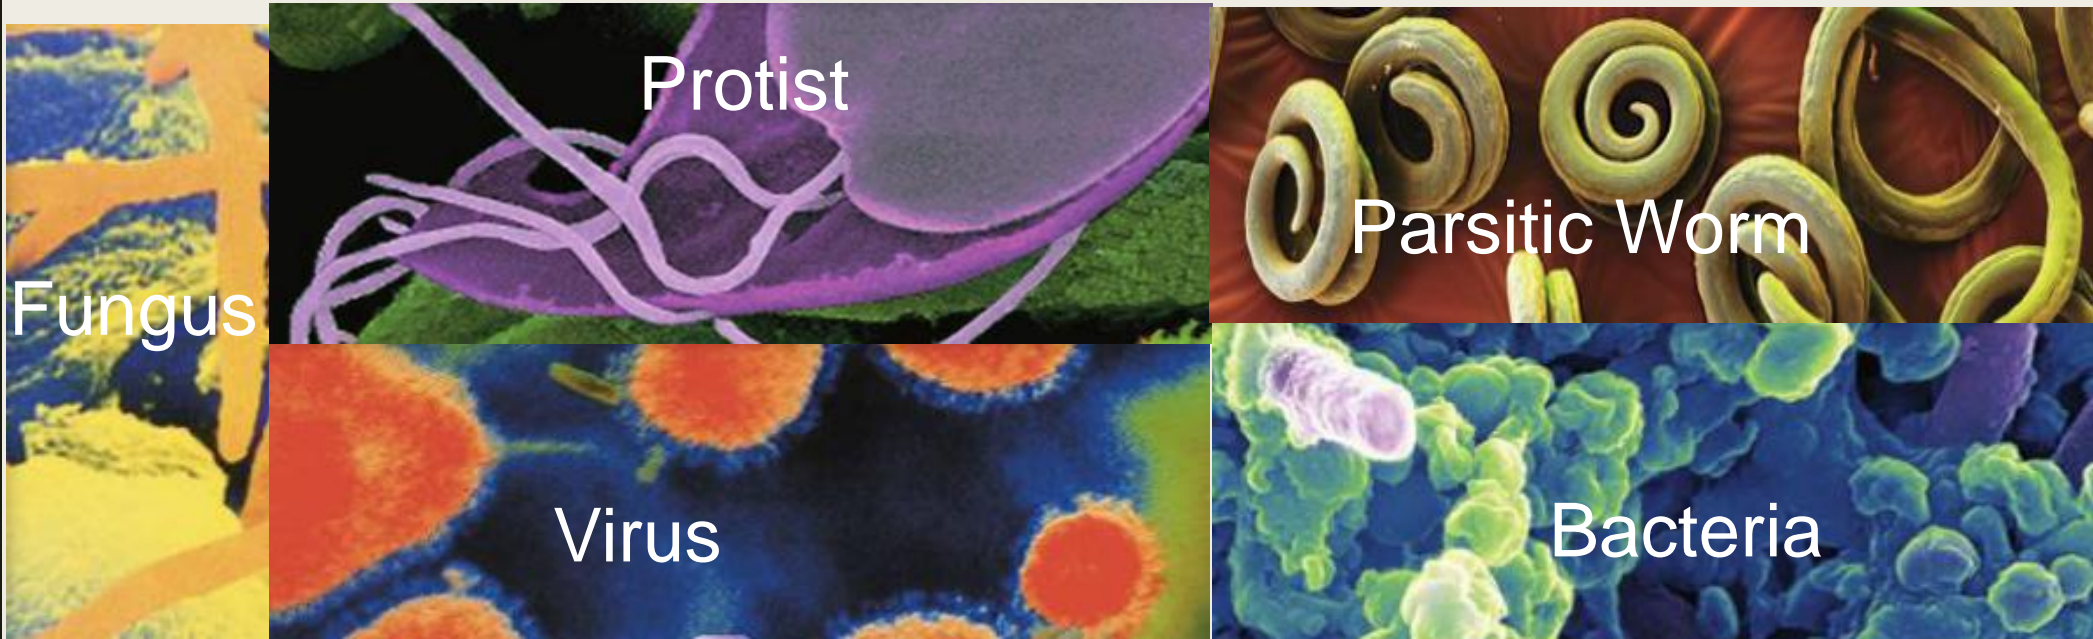 Protist
Parsitic Worm
Fungus
Virus
Bacteria